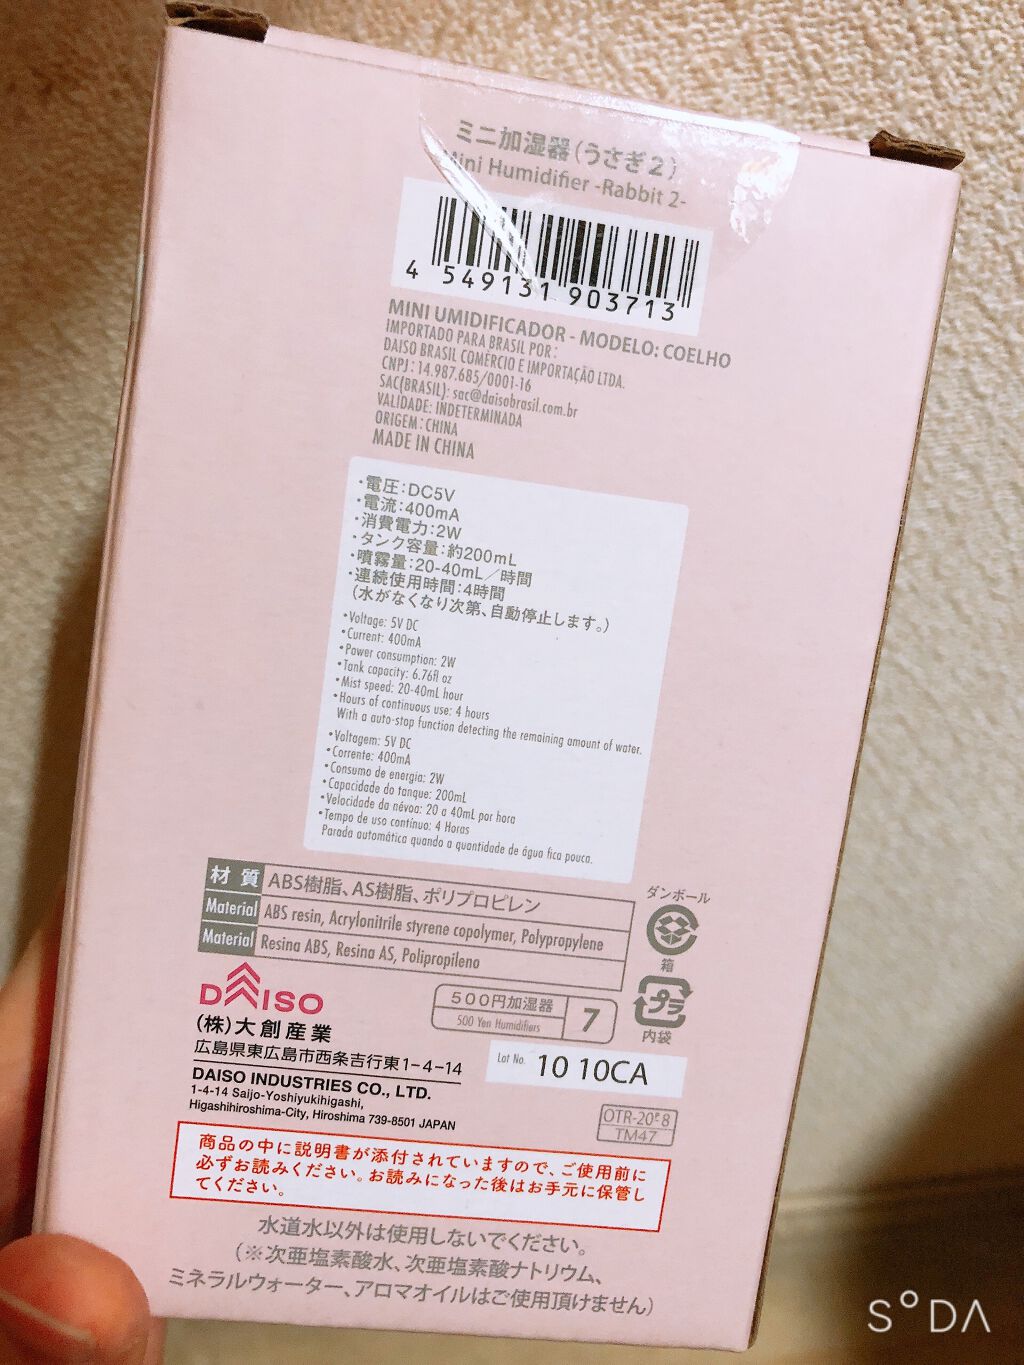 ミニ加湿器(うさぎ2)
Mini Humidifier -Rabbit 2-
4 549131 903713
MINI UMIDIFICADOR - MODELO: COELHO
IMPORTADO PARA BRASIL POR:
DAISO BRASIL COMÉRCIO E IMPORTAÇÃO LTDA.
CNPJ: 14.987.685/0001-16
SAC(BRASIL): sac@daisobrasil.com.br
VALIDADE: INDETERMINADA
ORIGEM: CHINA
MADE IN CHINA
・電圧:DC5V
・電流:400mA
・消費電力:2W
・タンク容量:約200mL
・噴霧量:20-40mL/時間
・連続使用時間:4時間
(水がなくなり次第、自動停止します。)
•Voltage: 5V DC
•Current: 400mA
•Power consumption: 2W
•Tank capacity: 6.76fl oz
•Mist speed: 20-40mL hour
•Hours of continuous use: 4 hours
With a auto-stop function detecting the remaining amount of water.
•Voltagem: 5V DC
•Corrente: 400mA
•Consumo de energia: 2W
•Capacidade do tanque: 200mL
•Velocidade da névoa: 20 a 40mL por hora
•Tempo de uso contínuo: 4 Horas
Parada automática quando a quantidade de água fica pouca.
材質 ABS樹脂、AS樹脂、ポリプロピレン
Material ABS resin, Acrylonitrile styrene copolymer, Polypropylene
Material Resina ABS, Resina AS, Polipropileno
ダンボール
箱
プラ
内袋
DAISO
(株)大創産業
広島県東広島市西条吉行東1-4-14
DAISO INDUSTRIES CO., LTD.
1-4-14 Saijo-Yoshiyukihigashi,
Higashihiroshima-City, Hiroshima 739-8501 JAPAN
500円加湿器
500 Yen Humidifiers
7
Lot No. 10 10CA
TM47
商品の中に説明書が添付されていますので、ご使用前に
必ずお読みください。お読みになった後はお手元に保管し
てください。
水道水以外は使用しないでください。
(※次亜塩素酸水、次亜塩素酸ナトリウム、
ミネラルウォーター、アロマオイルはご使用頂けません)
SODA